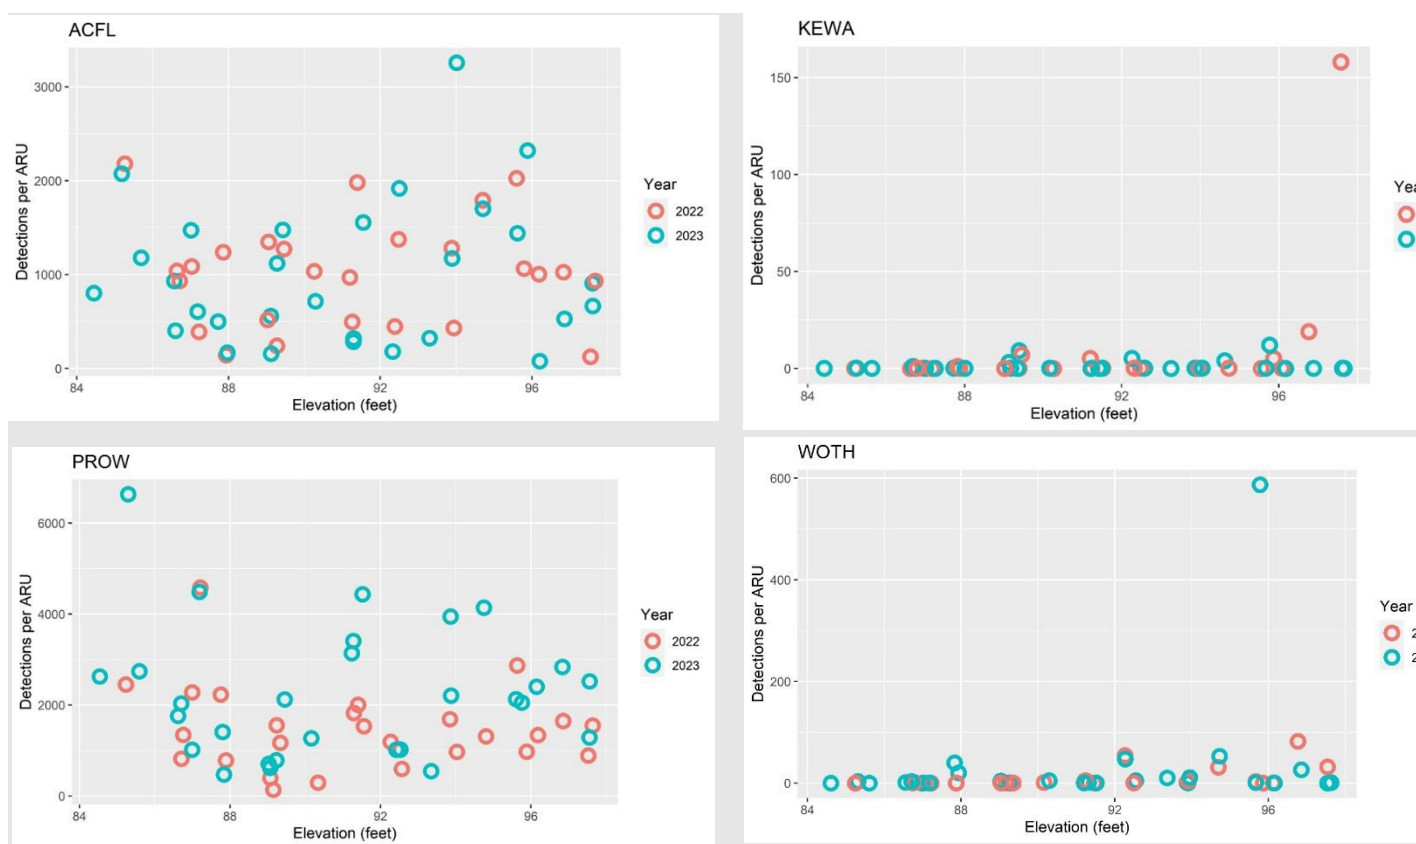 ACFL
3000
2000
1000
0
84 88 92 96
Elevation (feet)
Detections per ARU
Year
2022
2023
KEWA
150
100
50
0
84 88 92 96
Elevation (feet)
Detections per ARU
Yea
PROW
6000
4000
2000
0
84 88 92 96
Elevation (feet)
Detections per ARU
Year
2022
2023
WOTH
600
400
200
0
84 88 92 96
Elevation (feet)
Detections per ARU
Year
2
2